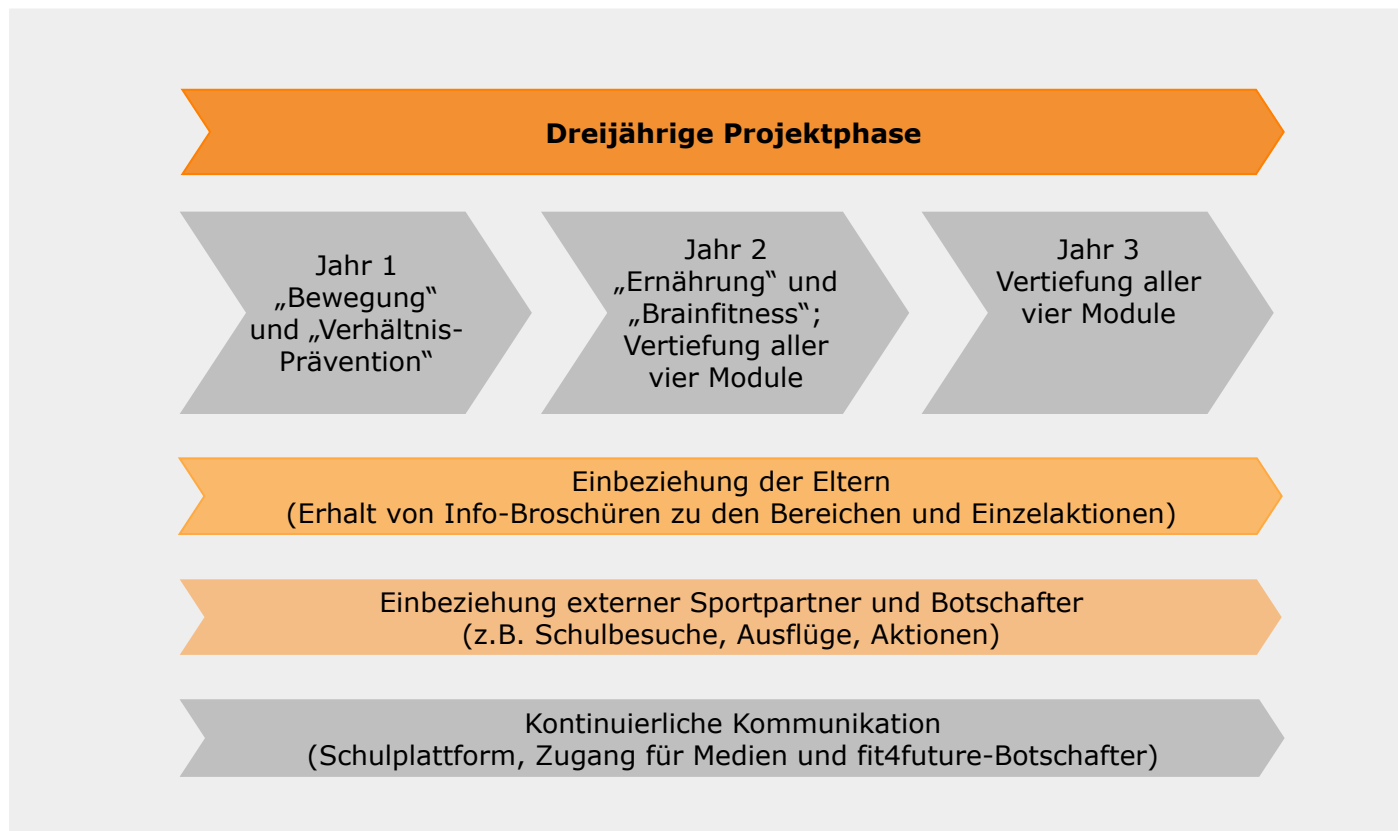 Dreijährige Projektphase
Jahr 1
„Bewegung“
und „Verhältnis-
Prävention“
Jahr 2
„Ernährung“ und
„Brainfitness“;
Vertiefung aller
vier Module
Jahr 3
Vertiefung aller
vier Module
Einbeziehung der Eltern
(Erhalt von Info-Broschüren zu den Bereichen und Einzelaktionen)
Einbeziehung externer Sportpartner und Botschafter
(z.B. Schulbesuche, Ausflüge, Aktionen)
Kontinuierliche Kommunikation
(Schulplattform, Zugang für Medien und fit4future-Botschafter)